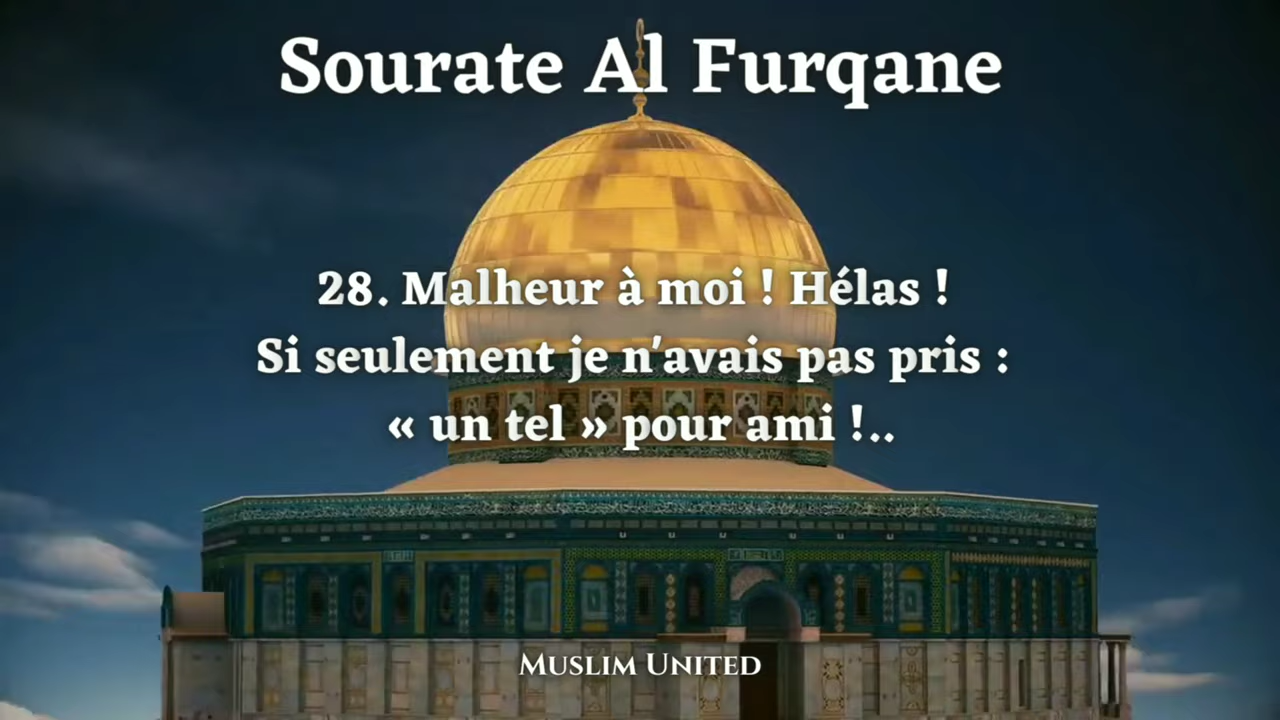 Sourate Al Furqane
28. Malheur à moi ! Hélas !
Si seulement je n'avais pas pris :
« un tel » pour ami !..
Muslim United